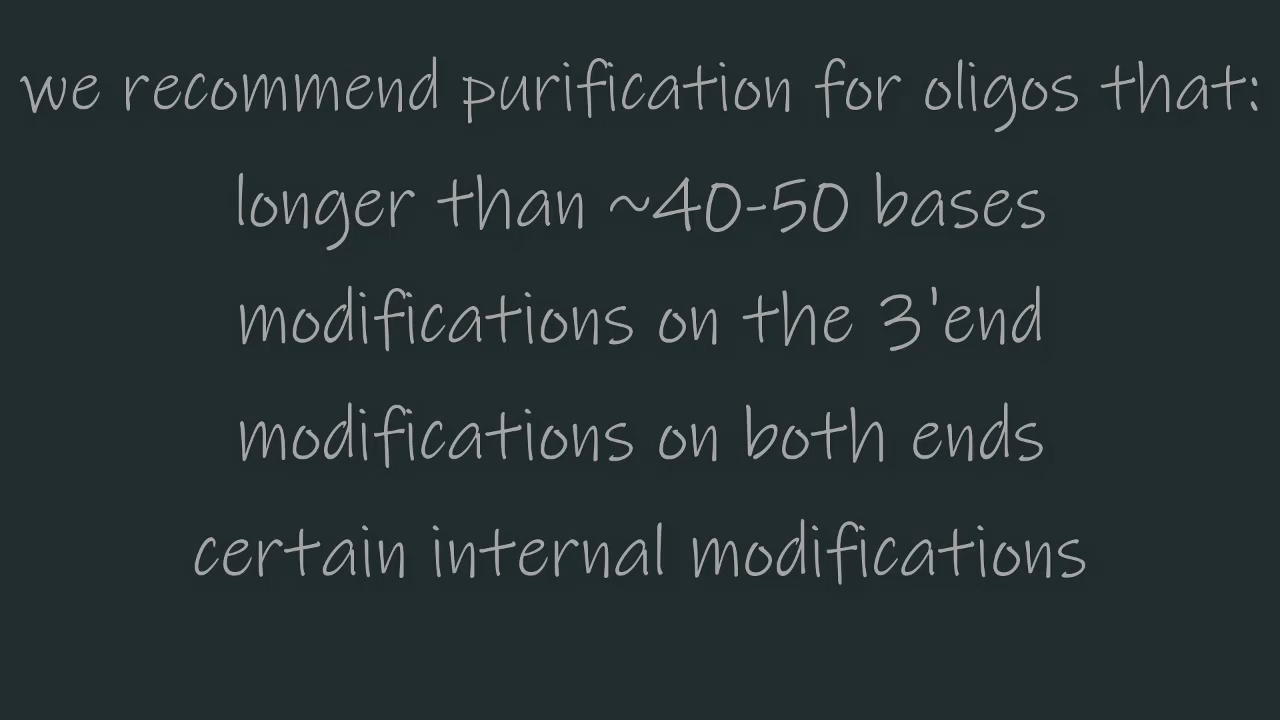 we recommend purification for oligos that:
longer than ~40-50 bases
modifications on the 3'end
modifications on both ends
certain internal modifications